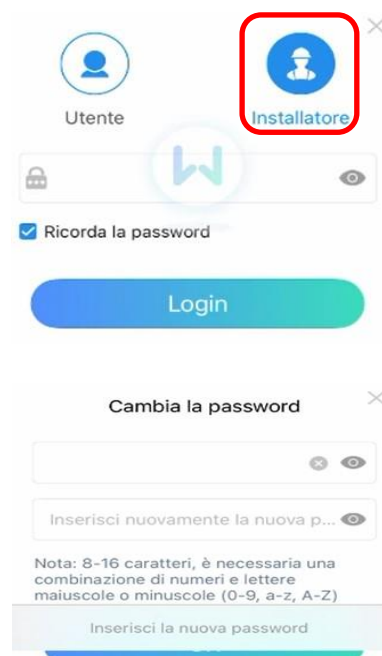 Utente
Installatore
Ricorda la password
Login
Cambia la password
Inserisci nuovamente la nuova p...
Nota: 8-16 caratteri, è necessaria una
combinazione di numeri e lettere
maiuscole o minuscole (0-9, a-z, A-Z)
Inserisci la nuova password